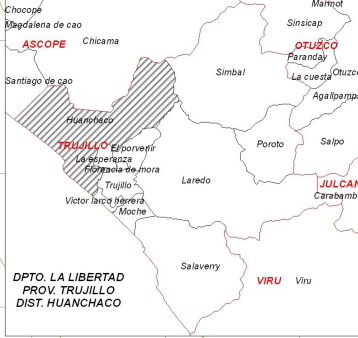 Chocope
Magdalena de cao
ASCOPE
Chicama
Santiago de cao
Marmot
Sinsicap
OTUZCO
Paranday
La cuesta
Otuzco
Simbal
Agallpampa
Huanchaco
TRUJILLO
El porvenir
La esperanza
Florencia de mora
Trujillo
Victor larco herrera
Moche
Laredo
Poroto
Salpo
JULCAN
Carabamba
Salaverry
VIRU
Viru
DPTO. LA LIBERTAD
PROV. TRUJILLO
DIST. HUANCHACO